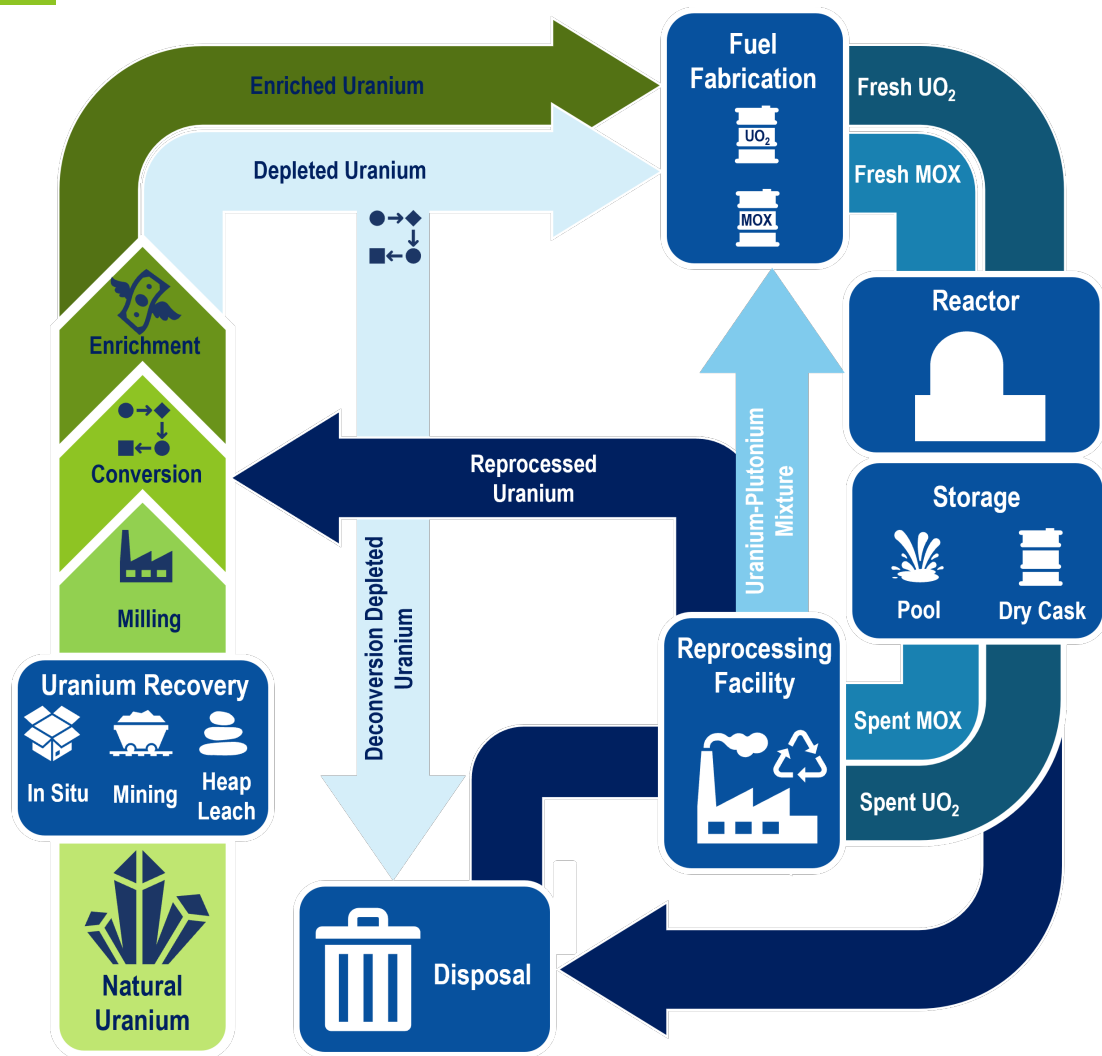 Enriched Uranium
Depleted Uranium
Fuel
Fabrication
UO₂
MOX
Fresh UO₂
Fresh MOX
Reactor
Storage
Pool
Dry Cask
Enrichment
Conversion
Milling
Uranium Recovery
In Situ
Mining
Heap
Leach
Natural
Uranium
Reprocessed
Uranium
Deconversion Depleted
Uranium
Uranium-Plutonium
Mixture
Reprocessing
Facility
Spent MOX
Spent UO₂
Disposal